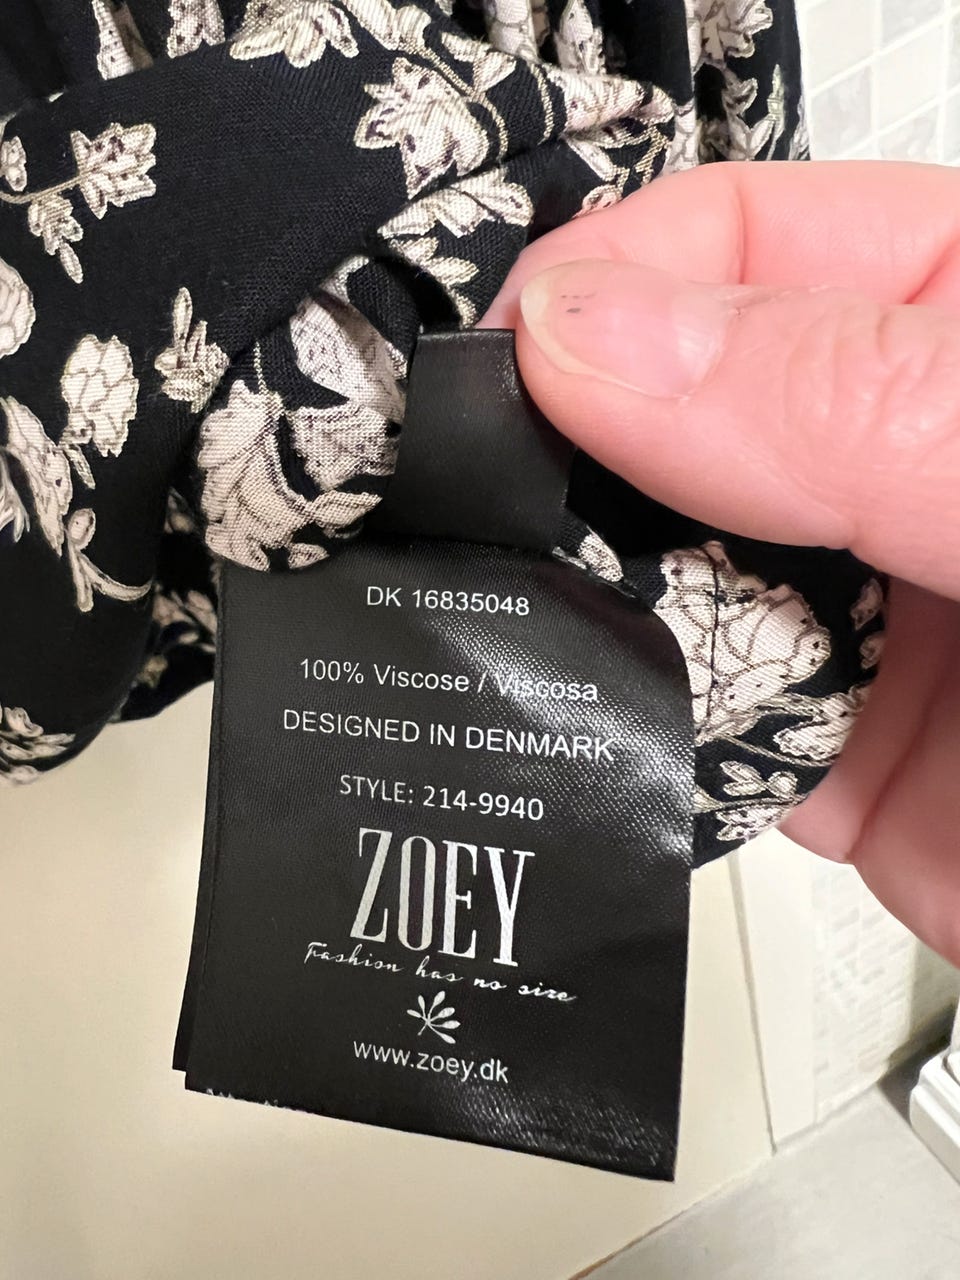 DK 16835048
100% Viscose / Viscosa
DESIGNED IN DENMARK
STYLE: 214-9940
ZOEY
Fashion has no size
www.zoey.dk